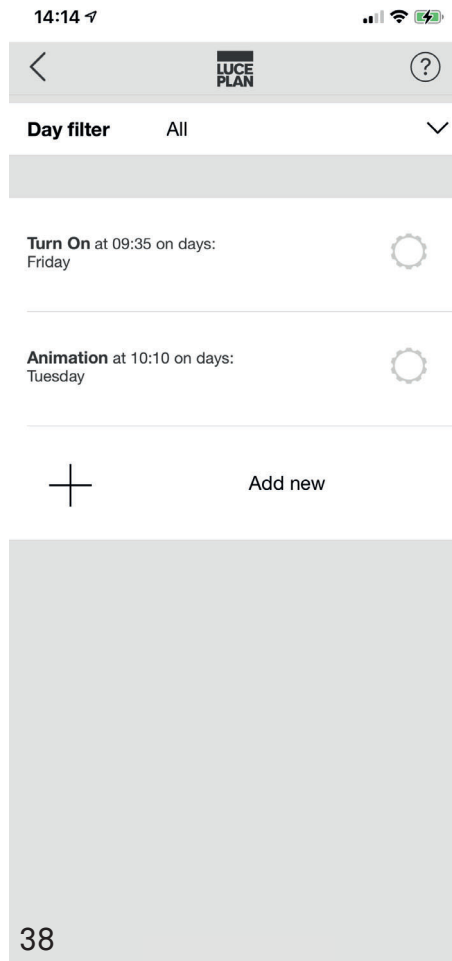 14:14
LUCE
PLAN
?
Day filter All
Turn On at 09:35 on days:
Friday
Animation at 10:10 on days:
Tuesday
Add new
38